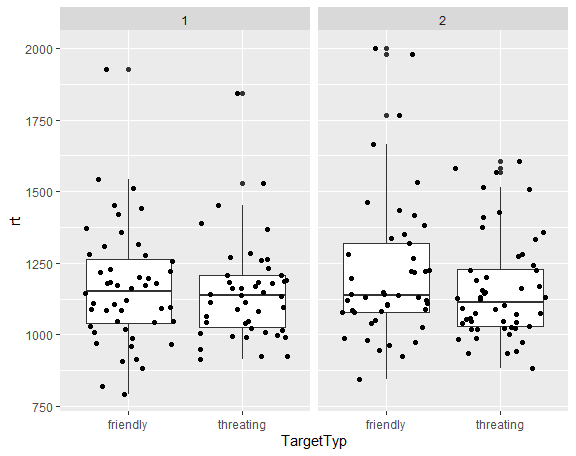 1
2
2000
1750
1500
1250
1000
750
rt
friendly
threating
friendly
threating
TargetTyp